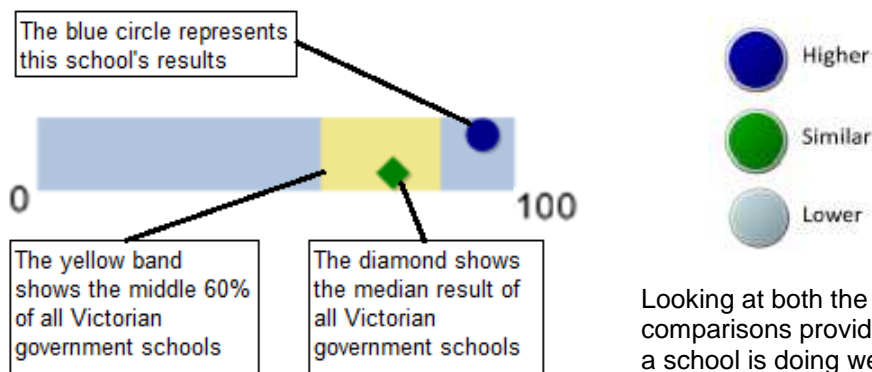 The blue circle represents
this school's results
0
100
The yellow band
shows the middle 60%
of all Victorian
government schools
The diamond shows
the median result of
all Victorian
government schools
Higher
Similar
Lower
Looking at both the
comparisons provid
a school is doing we